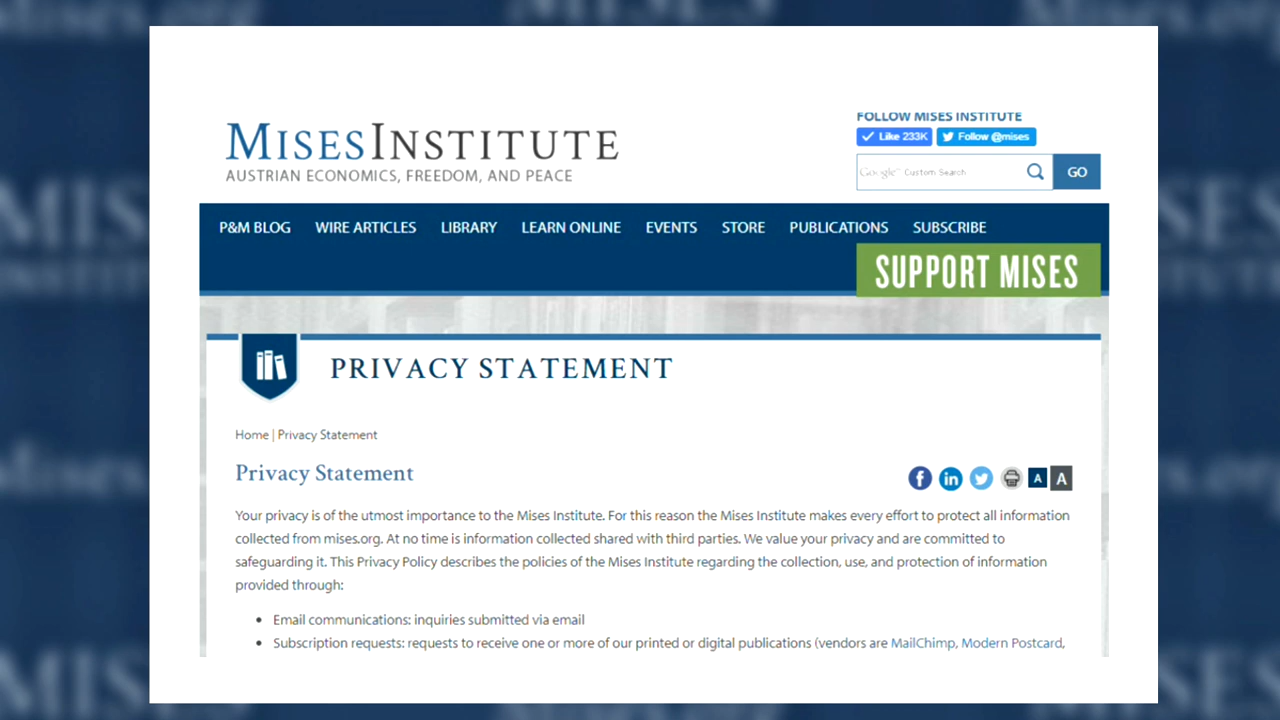 MISES INSTITUTE
AUSTRIAN ECONOMICS, FREEDOM, AND PEACE
FOLLOW MISES INSTITUTE
Like 233K Follow @mises
Google™ Custom Search GO
P&M BLOG WIRE ARTICLES LIBRARY LEARN ONLINE EVENTS STORE PUBLICATIONS SUBSCRIBE
SUPPORT MISES
PRIVACY STATEMENT
Home | Privacy Statement
Privacy Statement
f in A A
Your privacy is of the utmost importance to the Mises Institute. For this reason the Mises Institute makes every effort to protect all information
collected from mises.org. At no time is information collected shared with third parties. We value your privacy and are committed to
safeguarding it. This Privacy Policy describes the policies of the Mises Institute regarding the collection, use, and protection of information
provided through:
• Email communications: inquiries submitted via email
• Subscription requests: requests to receive one or more of our printed or digital publications (vendors are MailChimp, Modern Postcard,